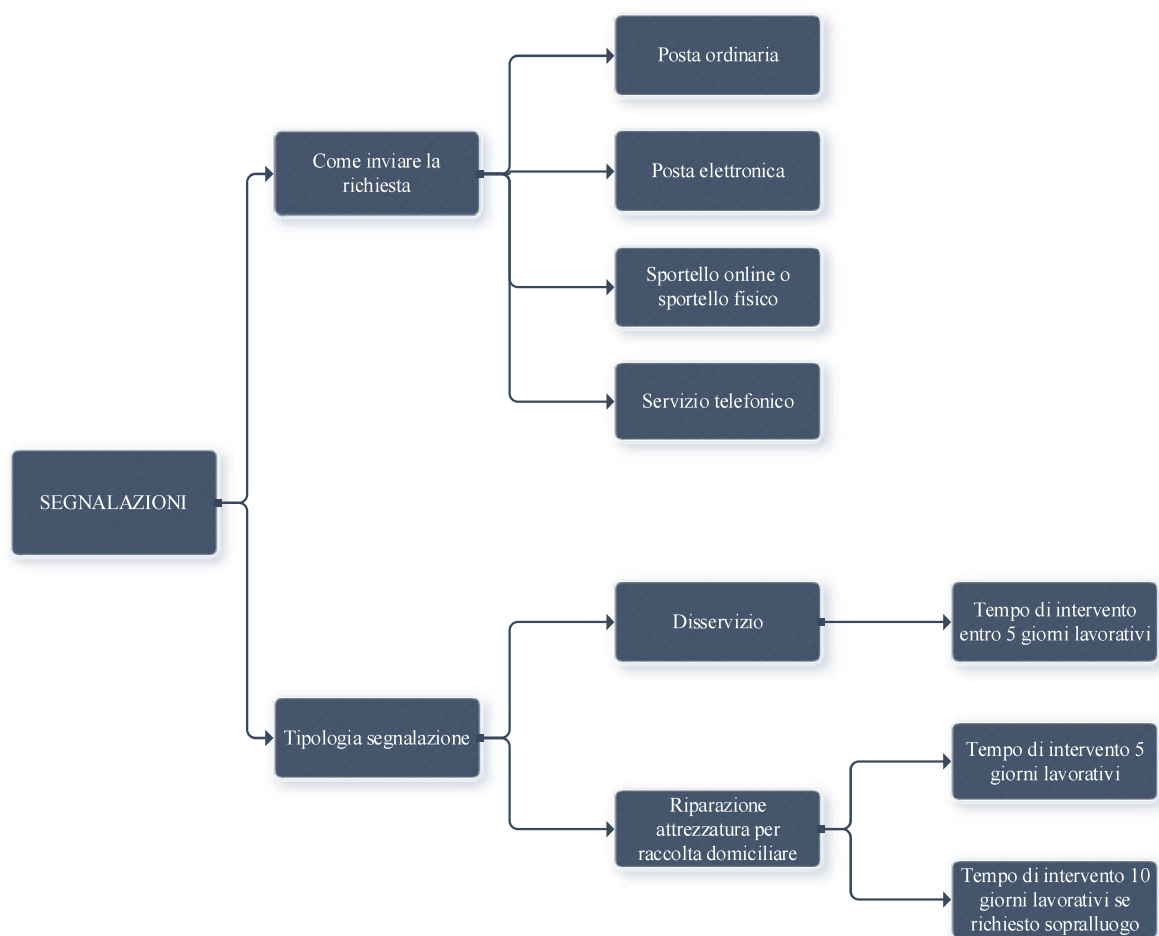 Posta ordinaria
Come inviare la
richiesta
Posta elettronica
Sportello online o
sportello fisico
Servizio telefonico
SEGNALAZIONI
Disservizio
Tempo di intervento
entro 5 giorni lavorativi
Tipologia segnalazione
Tempo di intervento 5
giorni lavorativi
Riparazione
attrezzatura per
raccolta domiciliare
Tempo di intervento 10
giorni lavorativi se
richiesto sopralluogo